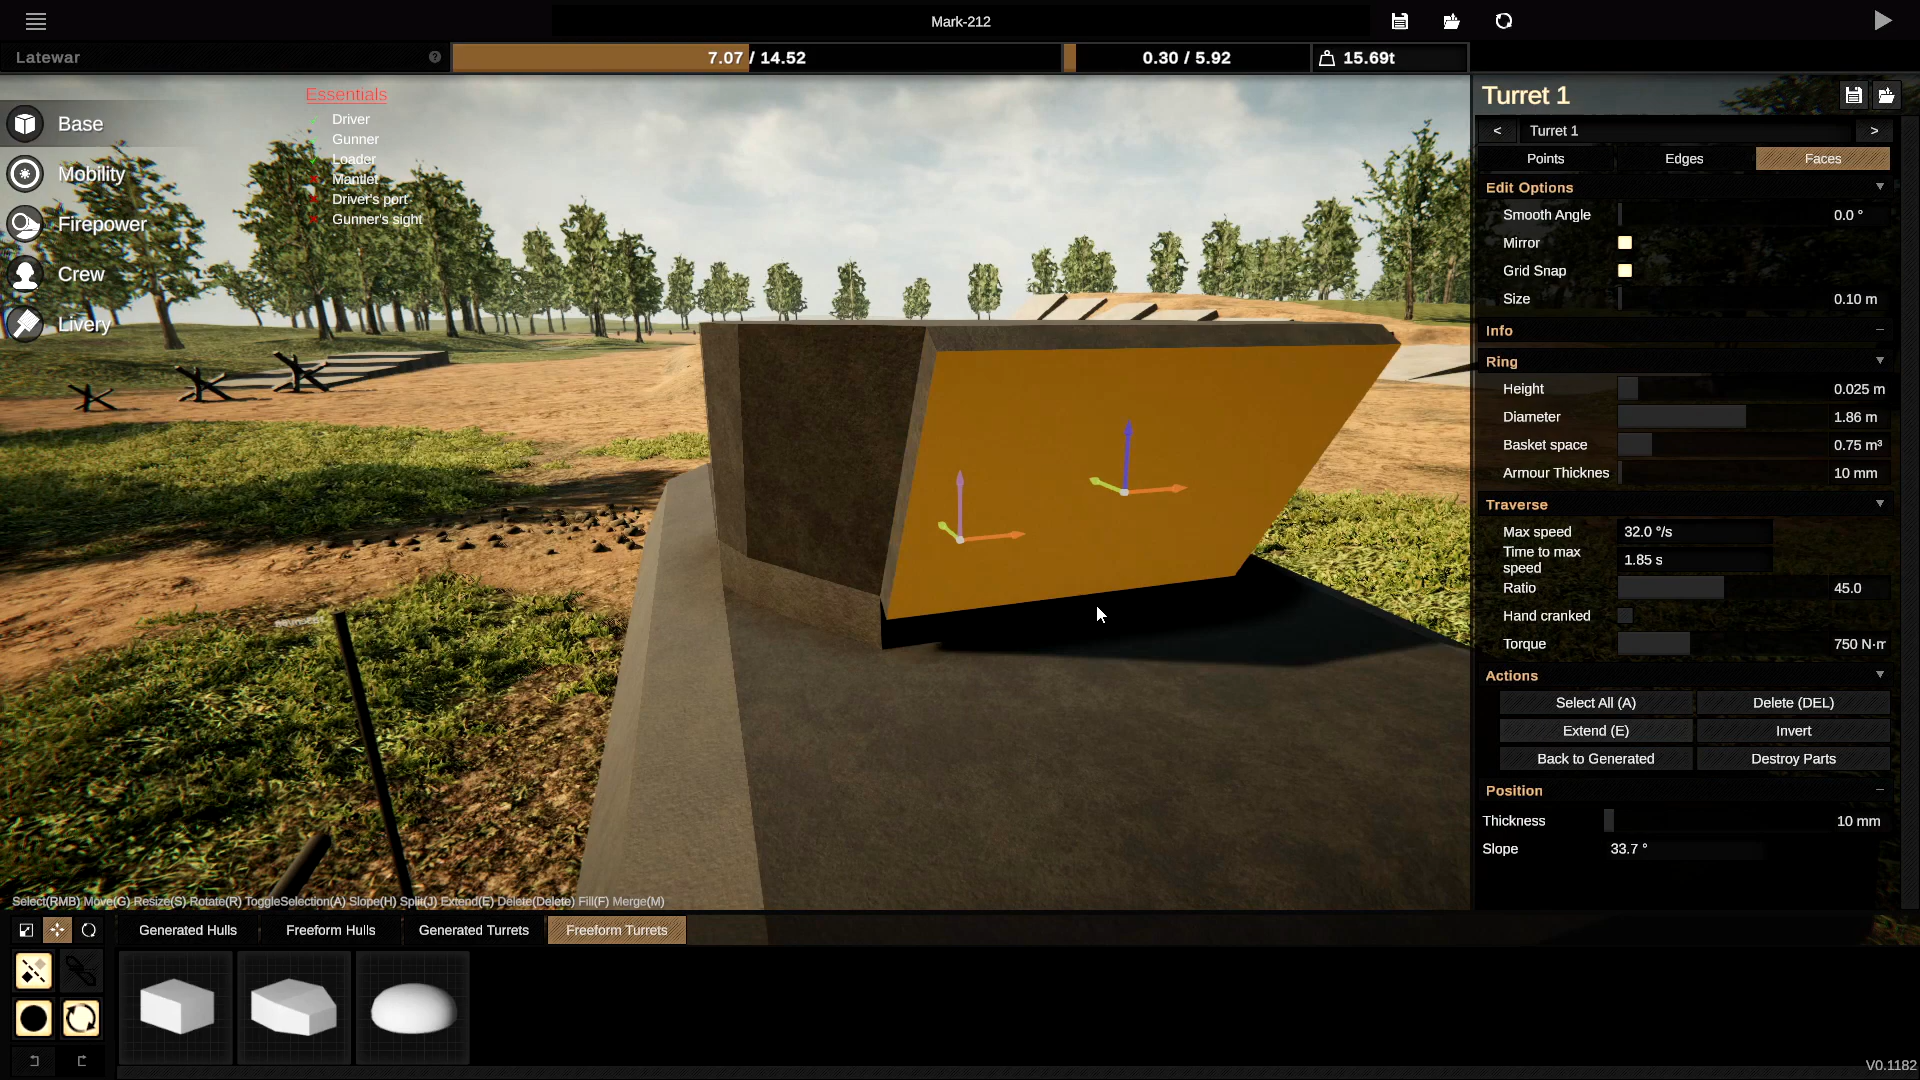 Mark-212
Latewar
?
7.07 / 14.52
0.30 / 5.92
15.69t
Essentials
Driver
Gunner
Loader
Mantlet
Driver's port
Gunner's sight
Base
Mobility
Firepower
Crew
Livery
Turret 1
< Turret 1 >
Points Edges Faces
Edit Options
Smooth Angle 0.0 °
Mirror
Grid Snap
Size 0.10 m
Info
Ring
Height 0.025 m
Diameter 1.86 m
Basket space 0.75 m³
Armour Thicknes 10 mm
Traverse
Max speed 32.0 °/s
Time to max speed 1.85 s
Ratio 45.0
Hand cranked
Torque 750 N·m
Actions
Select All (A) Delete (DEL)
Extend (E) Invert
Back to Generated Destroy Parts
Position
Thickness 10 mm
Slope 33.7 °
Select(RMB) Move(G) Resize(S) Rotate(R) ToggleSelection(A) Slope(H) Split(J) Extend(E) Delete(Delete) Fill(F) Merge(M)
Generated Hulls Freeform Hulls Generated Turrets Freeform Turrets
V0.1182